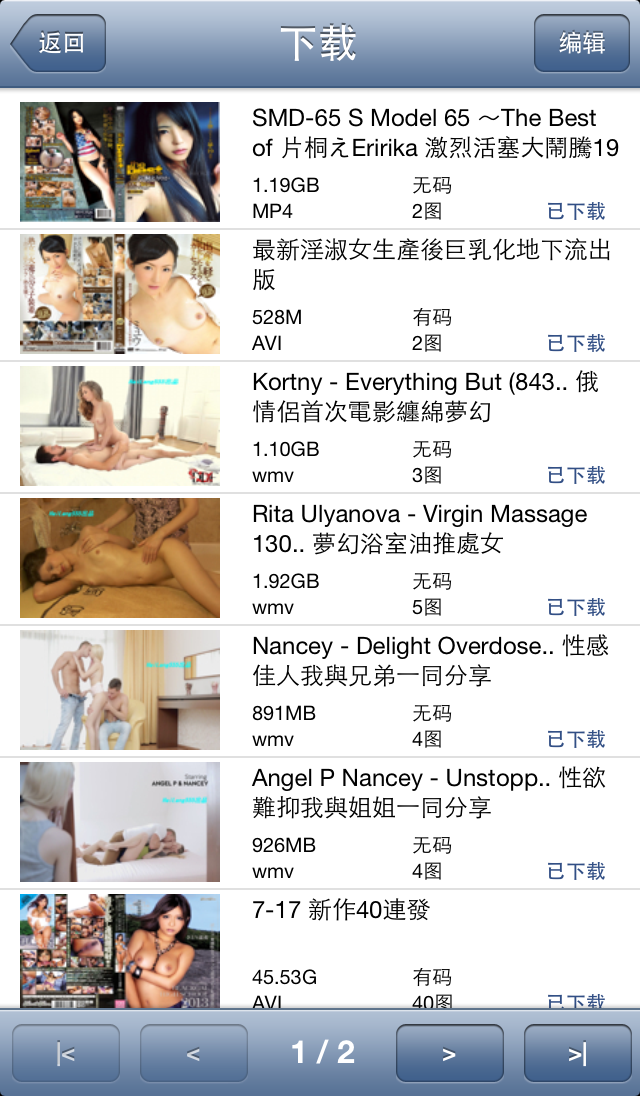 返回
下载
编辑
SMD-65 S Model 65 ～The Best
of 片桐えEririka 激烈活塞大鬧騰19
1.19GB
无码
MP4
2图
已下载
最新淫淑女生產後巨乳化地下流出
版
528M
有码
AVI
2图
已下载
Kortny - Everything But (843.. 俄
情侶首次電影纏綿夢幻
1.10GB
无码
wmv
3图
已下载
Rita Ulyanova - Virgin Massage
130.. 夢幻浴室油推處女
1.92GB
无码
wmv
5图
已下载
Nancey - Delight Overdose.. 性感
佳人我與兄弟一同分享
891MB
无码
wmv
4图
已下载
Starring
ANGEL P & NANCEY
Angel P Nancey - Unstopp.. 性欲
難抑我與姐姐一同分享
926MB
无码
wmv
4图
已下载
2013
7-17 新作40連發
45.53G
有码
AVI
40图
已下载
|<
<
1 / 2
>
>|